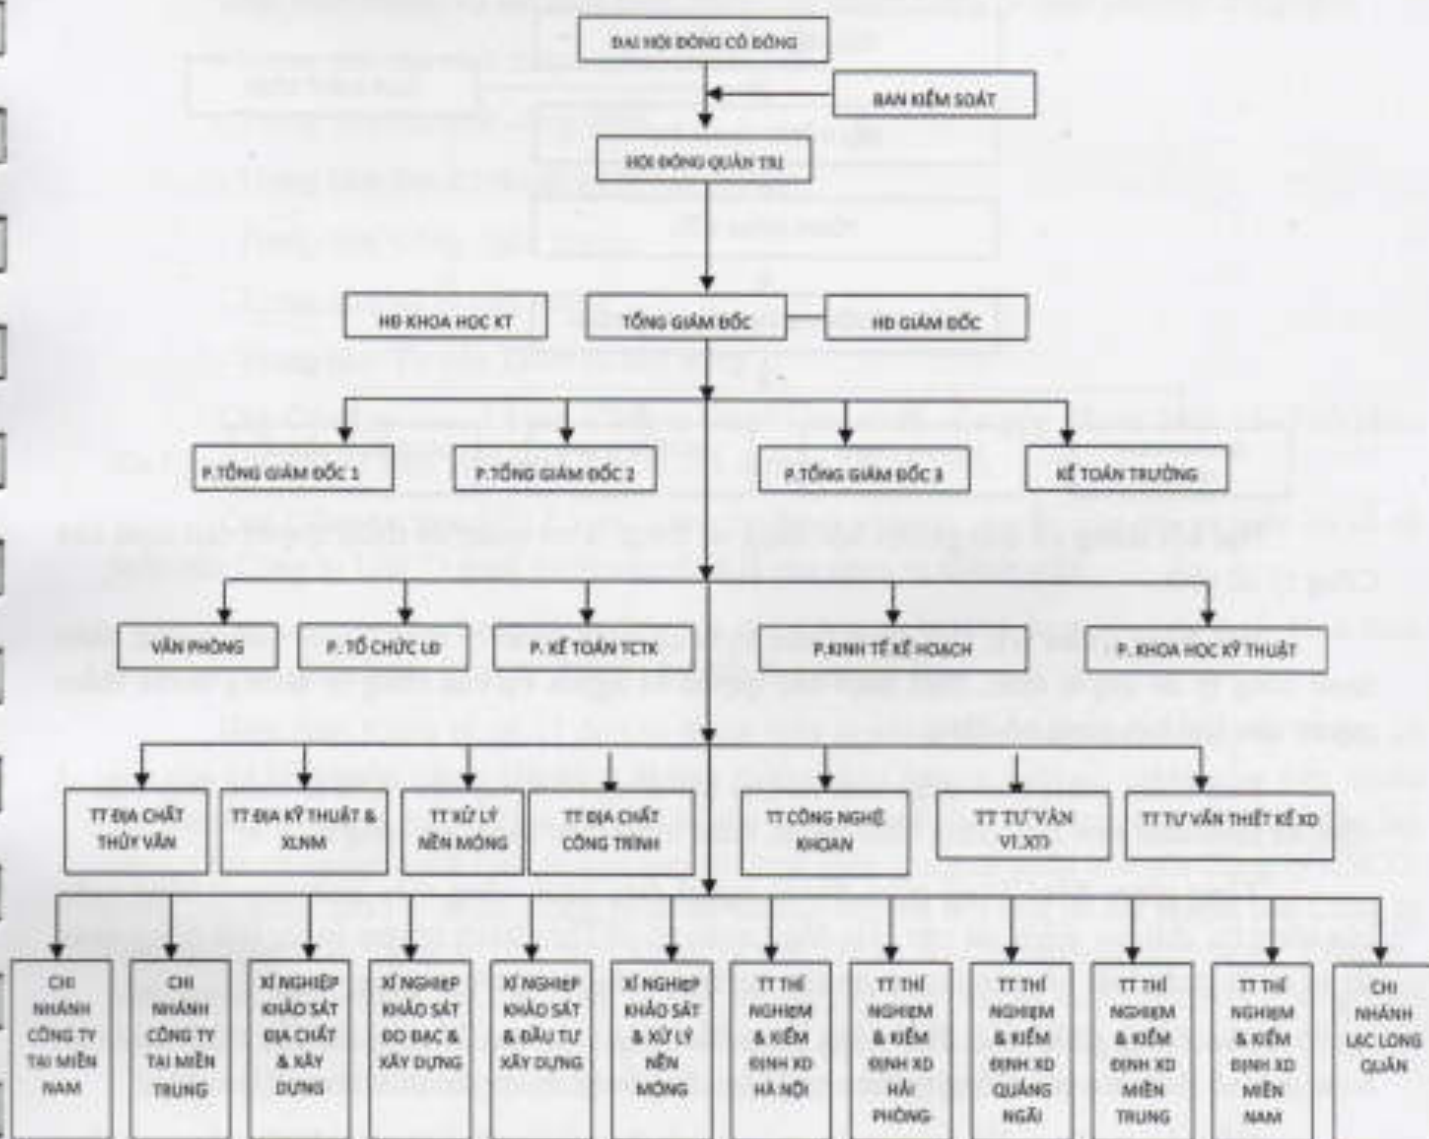 ĐẠI HỘI ĐỒNG CỔ ĐÔNG
BAN KIỂM SOÁT
HỘI ĐỒNG QUẢN TRỊ
HĐ KHOA HỌC KT
TỔNG GIÁM ĐỐC
HĐ GIÁM ĐỐC
P.TỔNG GIÁM ĐỐC 1
P.TỔNG GIÁM ĐỐC 2
P.TỔNG GIÁM ĐỐC 3
KẾ TOÁN TRƯỞNG
VĂN PHÒNG
P. TỔ CHỨC LĐ
P. KẾ TOÁN TCTK
P.KINH TẾ KẾ HOẠCH
P. KHOA HỌC KỸ THUẬT
TT ĐỊA CHẤT
THỦY VĂN
TT ĐỊA KỸ THUẬT &
XLNM
TT XỬ LÝ
NỀN MÓNG
TT ĐỊA CHẤT
CÔNG TRÌNH
TT CÔNG NGHỆ
KHOAN
TT TƯ VẤN
VLXD
TT TƯ VẤN THIẾT KẾ XD
CHI
NHÁNH
CÔNG TY
TẠI MIỀN
NAM
CHI
NHÁNH
CÔNG TY
TẠI MIỀN
TRUNG
XÍ NGHIỆP
KHẢO SÁT
ĐỊA CHẤT
& XÂY
DỰNG
XÍ NGHIỆP
KHẢO SÁT
ĐO ĐẠC &
XÂY DỰNG
XÍ NGHIỆP
KHẢO SÁT
& ĐẦU TƯ
XÂY DỰNG
XÍ NGHIỆP
KHẢO SÁT
& XỬ LÝ
NỀN
MÓNG
TT THÍ
NGHIỆM
& KIỂM
ĐỊNH XD
HÀ NỘI
TT THÍ
NGHIỆM
& KIỂM
ĐỊNH XD
HẢI
PHÒNG
TT THÍ
NGHIỆM
& KIỂM
ĐỊNH XD
QUẢNG
NGÃI
TT THÍ
NGHIỆM
& KIỂM
ĐỊNH XD
MIỀN
TRUNG
TT THÍ
NGHIỆM
& KIỂM
ĐỊNH XD
MIỀN
NAM
CHI
NHÁNH
LẠC LONG
QUÂN